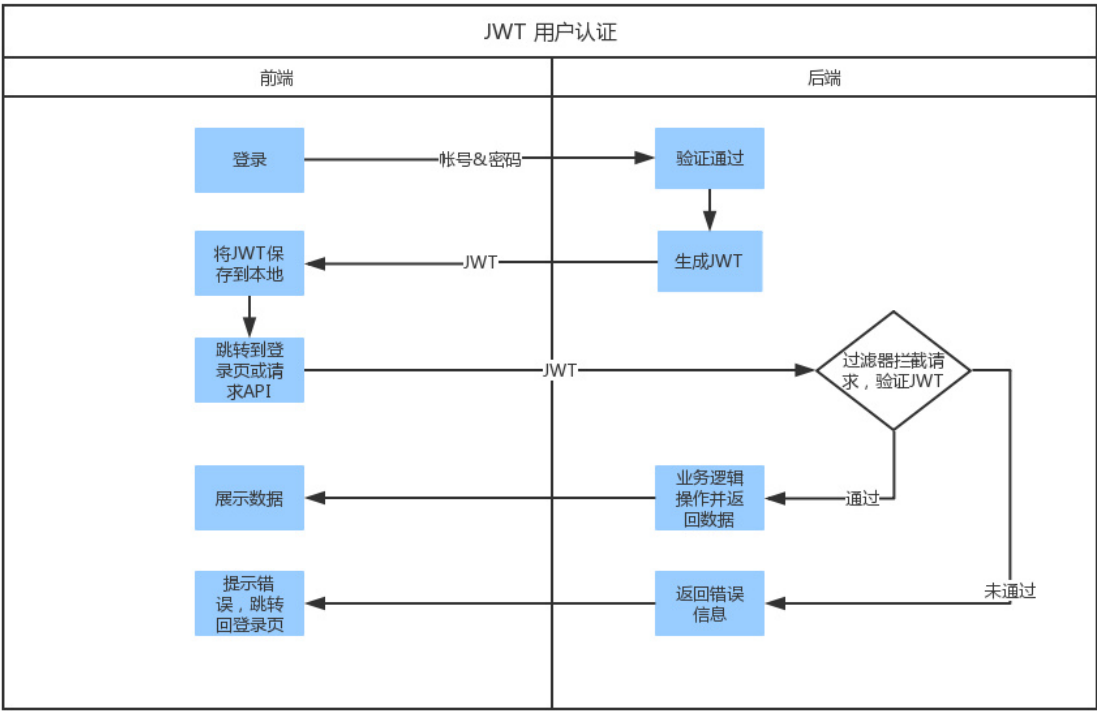 JWT 用户认证
前端
后端
登录
帐号&密码
验证通过
将JWT保
存到本地
JWT
生成JWT
跳转到登
录页或请
求API
JWT
过滤器拦截请
求，验证JWT
展示数据
业务逻辑
操作并返
回数据
通过
提示错
误，跳转
回登录页
返回错误
信息
未通过